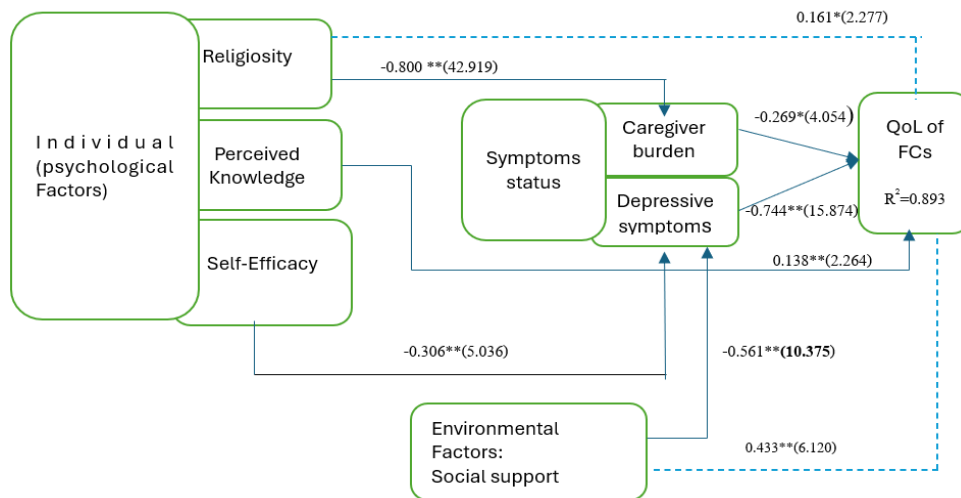 0.161*(2.277)
Religiosity
-0.800 **(42.919)
Individual
(psychological
Factors)
Perceived
Knowledge
Self-Efficacy
Symptoms
status
Caregiver
burden
Depressive
symptoms
-0.269*(4.054)
-0.744**(15.874)
QoL of
FCs
R²=0.893
0.138**(2.264)
-0.306**(5.036)
-0.561**(10.375)
Environmental
Factors:
Social support
0.433**(6.120)